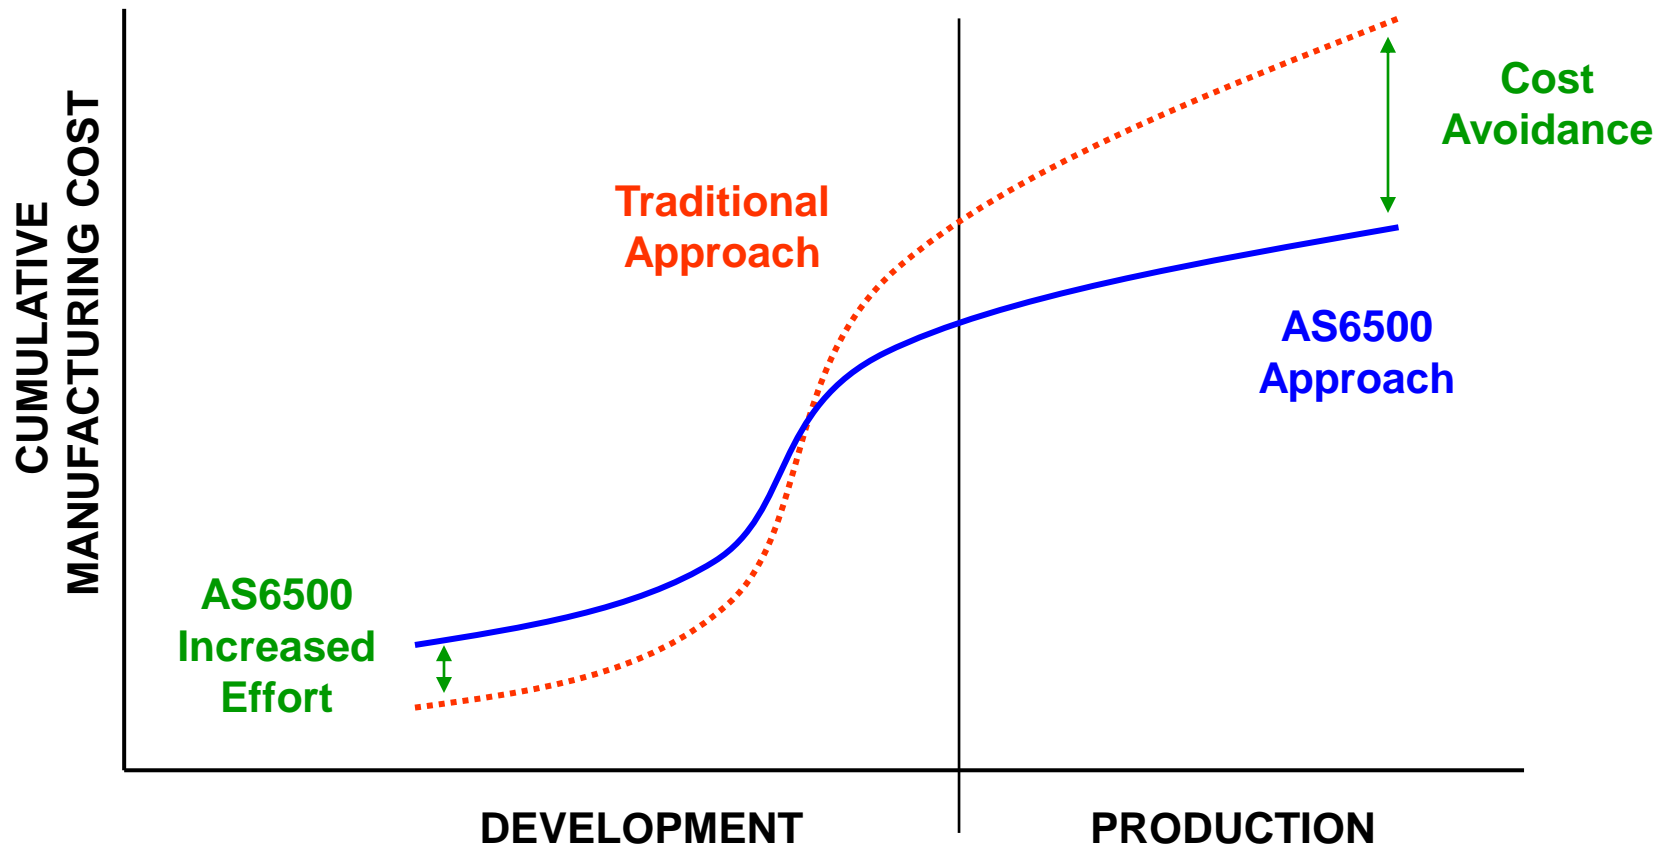 CUMULATIVE
MANUFACTURING COST
Traditional
Approach
Cost
Avoidance
AS6500
Approach
AS6500
Increased
Effort
DEVELOPMENT
PRODUCTION